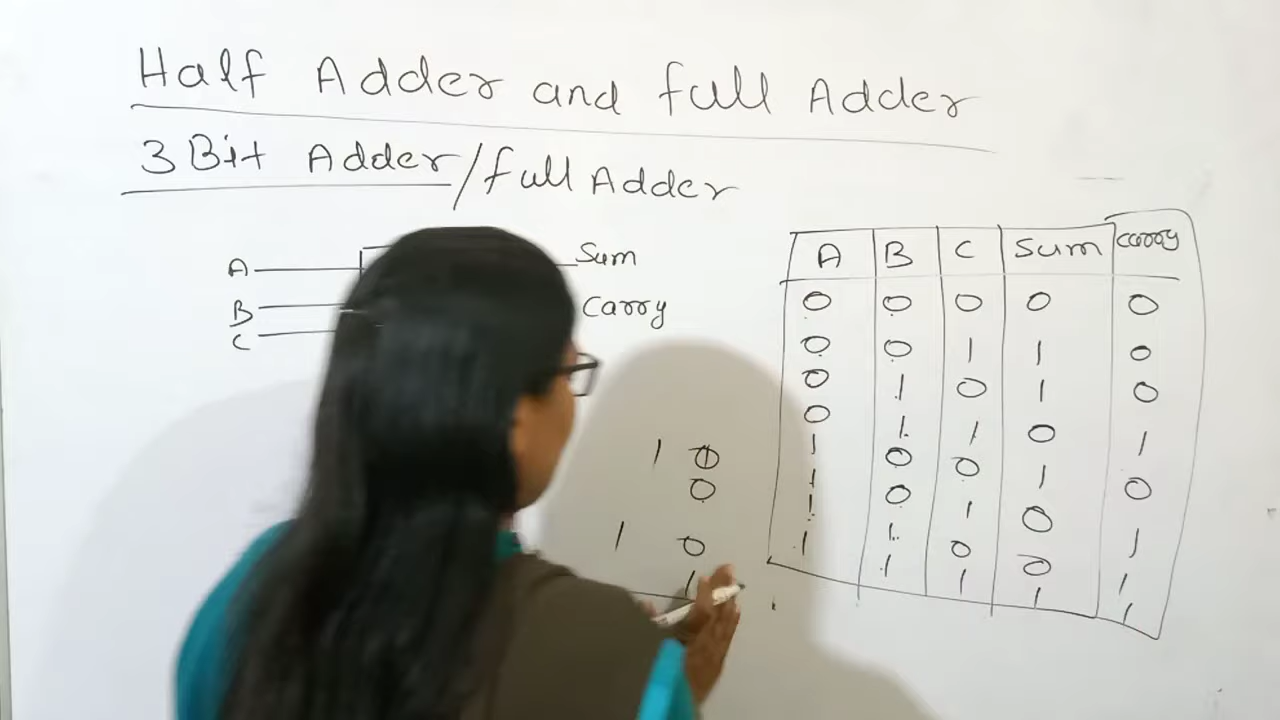 Half Adder and full Adder
3 Bit Adder/full Adder
A Sum
B Carry
C
A B C Sum Carry
0 0 0 0 0
0 0 1 1 0
0 1 0 1 0
0 1 1 0 1
1 0 0 1 0
1 0 1 0 1
1 1 0 0 1
1 1 1 1 1
1 0
0
1 0
1